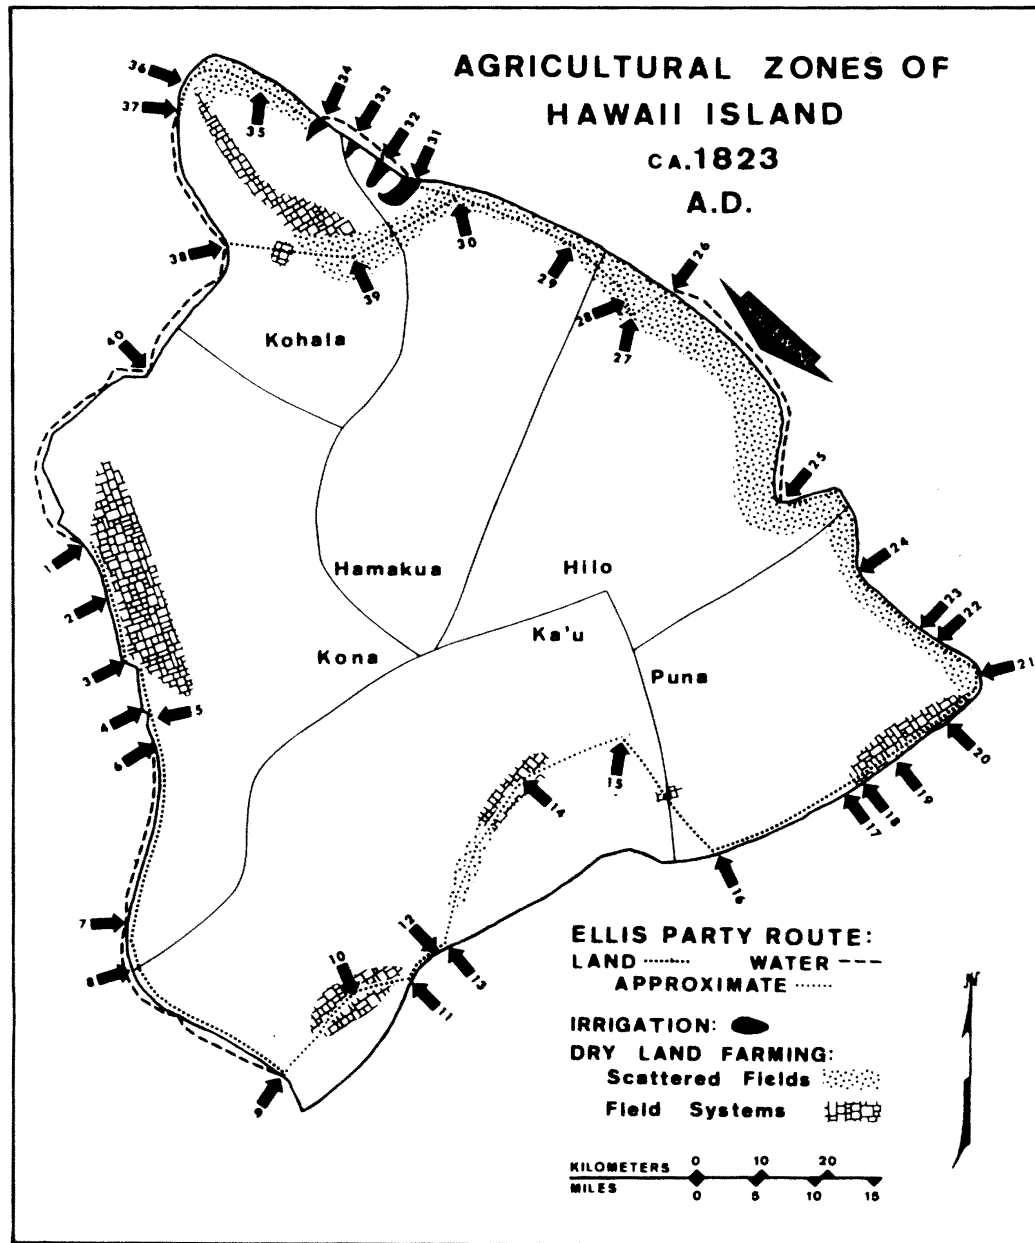 AGRICULTURAL ZONES OF
HAWAII ISLAND
CA.1823
A.D.
36
37
35
34
33
32
31
30
38
39
29
28
27
26
40
Kohala
25
1
Hamakua
Hilo
24
2
23
22
Ka'u
Kona
Puna
21
3
4
5
6
20
19
18
17
15
14
16
7
12
13
8
10
11
9
ELLIS PARTY ROUTE:
LAND WATER
APPROXIMATE
N
IRRIGATION:
DRY LAND FARMING:
Scattered Fields
Field Systems
KILOMETERS 0 10 20
MILES 0 5 10 15